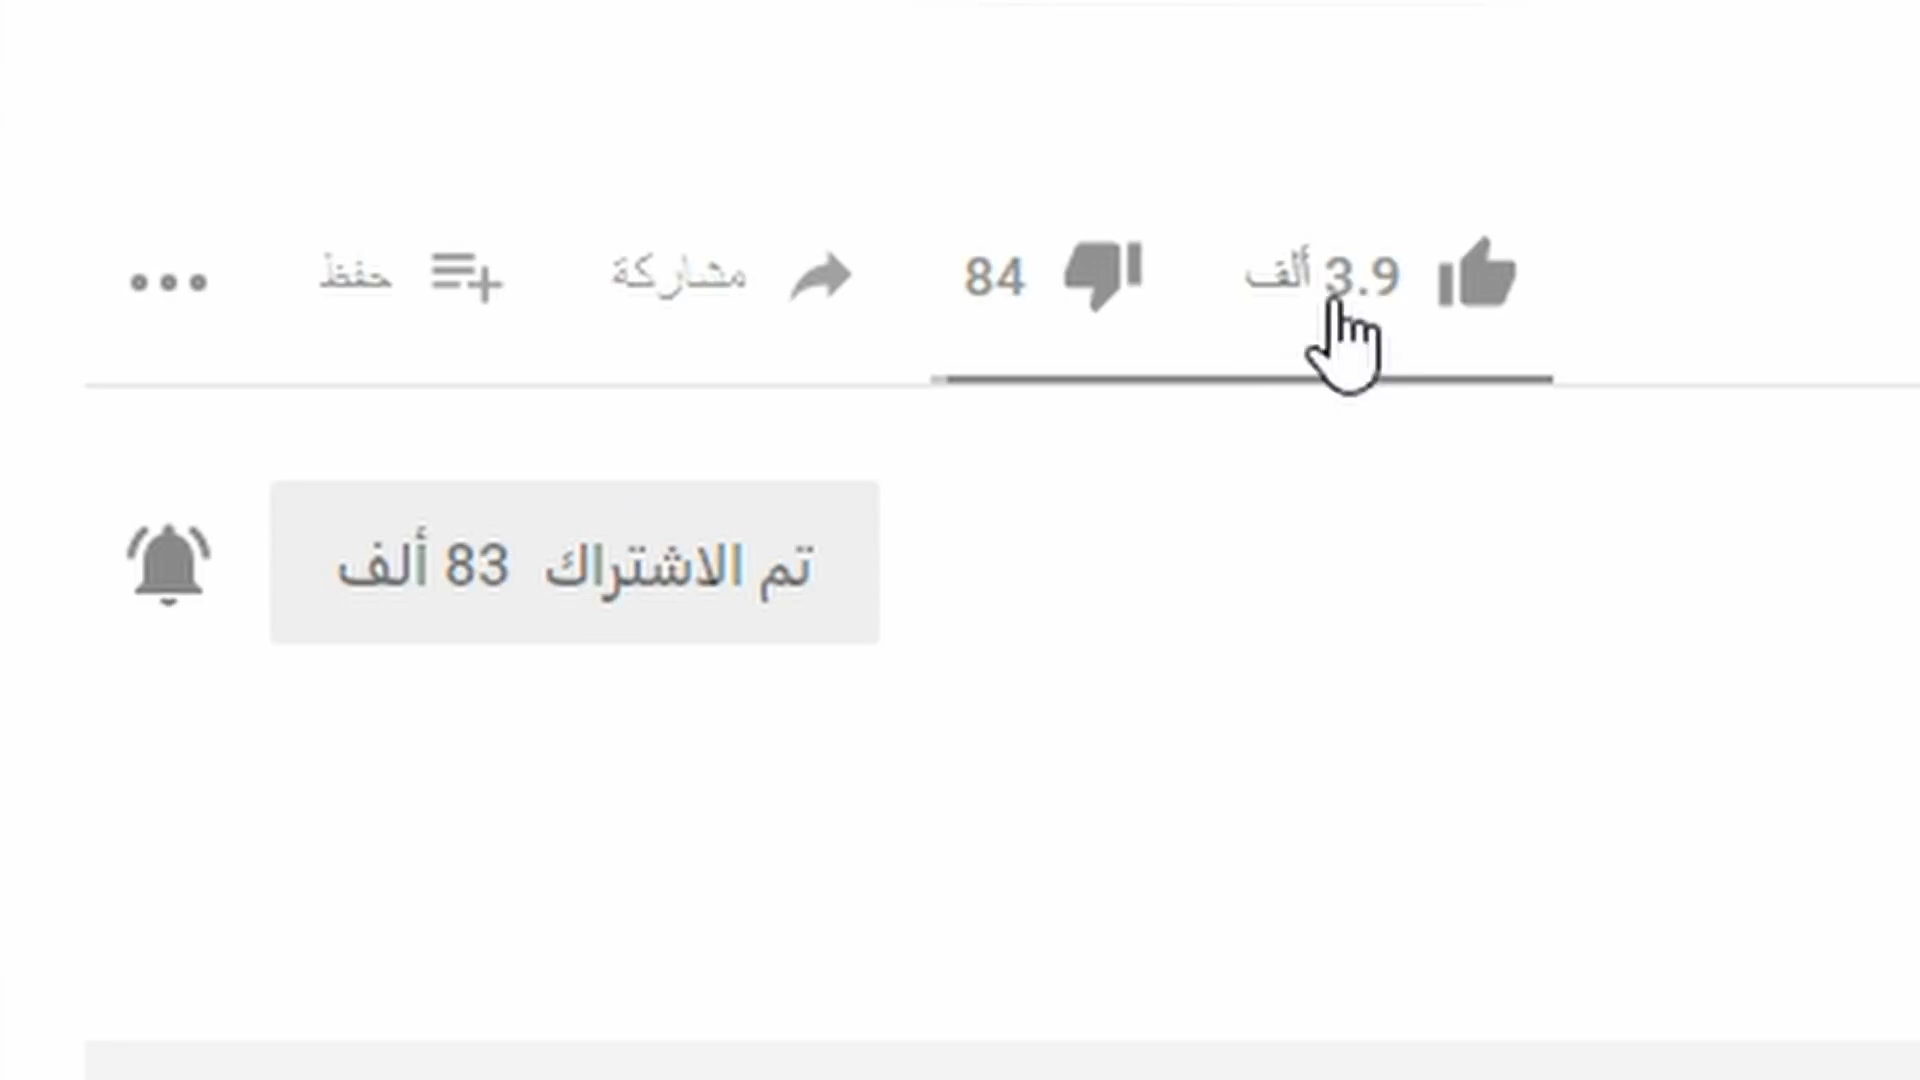 3.9 ألف 84 مشاركة حفظ
تم الاشتراك 83 ألف